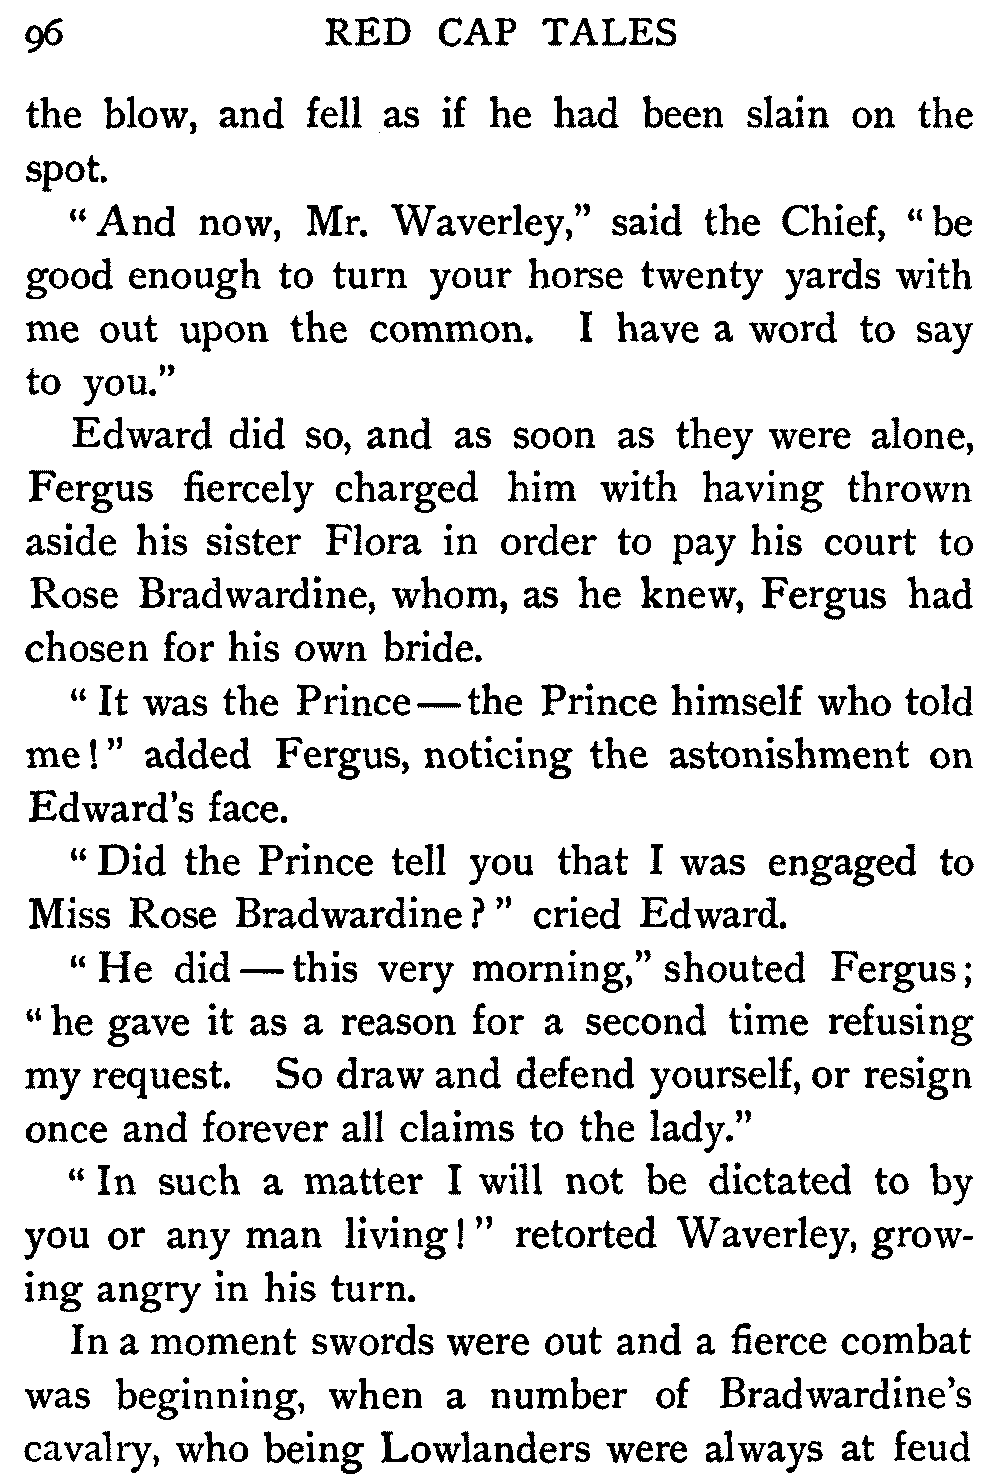 96 RED CAP TALES
the blow, and fell as if he had been slain on the
spot.
“And now, Mr. Waverley,” said the Chief, “be
good enough to turn your horse twenty yards with
me out upon the common. I have a word to say
to you.”
Edward did so, and as soon as they were alone,
Fergus fiercely charged him with having thrown
aside his sister Flora in order to pay his court to
Rose Bradwardine, whom, as he knew, Fergus had
chosen for his own bride.
“It was the Prince—the Prince himself who told
me!” added Fergus, noticing the astonishment on
Edward's face.
“Did the Prince tell you that I was engaged to
Miss Rose Bradwardine?” cried Edward.
“He did—this very morning,” shouted Fergus;
“he gave it as a reason for a second time refusing
my request. So draw and defend yourself, or resign
once and forever all claims to the lady.”
“In such a matter I will not be dictated to by
you or any man living!” retorted Waverley, grow-
ing angry in his turn.
In a moment swords were out and a fierce combat
was beginning, when a number of Bradwardine's
cavalry, who being Lowlanders were always at feud